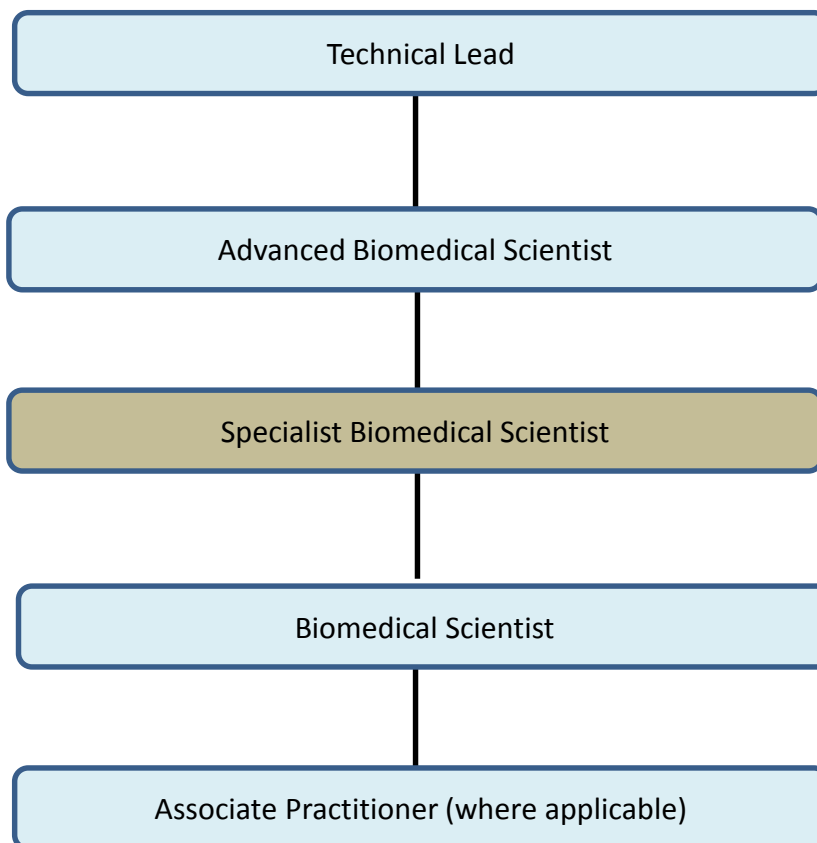 Technical Lead
Advanced Biomedical Scientist
Specialist Biomedical Scientist
Biomedical Scientist
Associate Practitioner (where applicable)